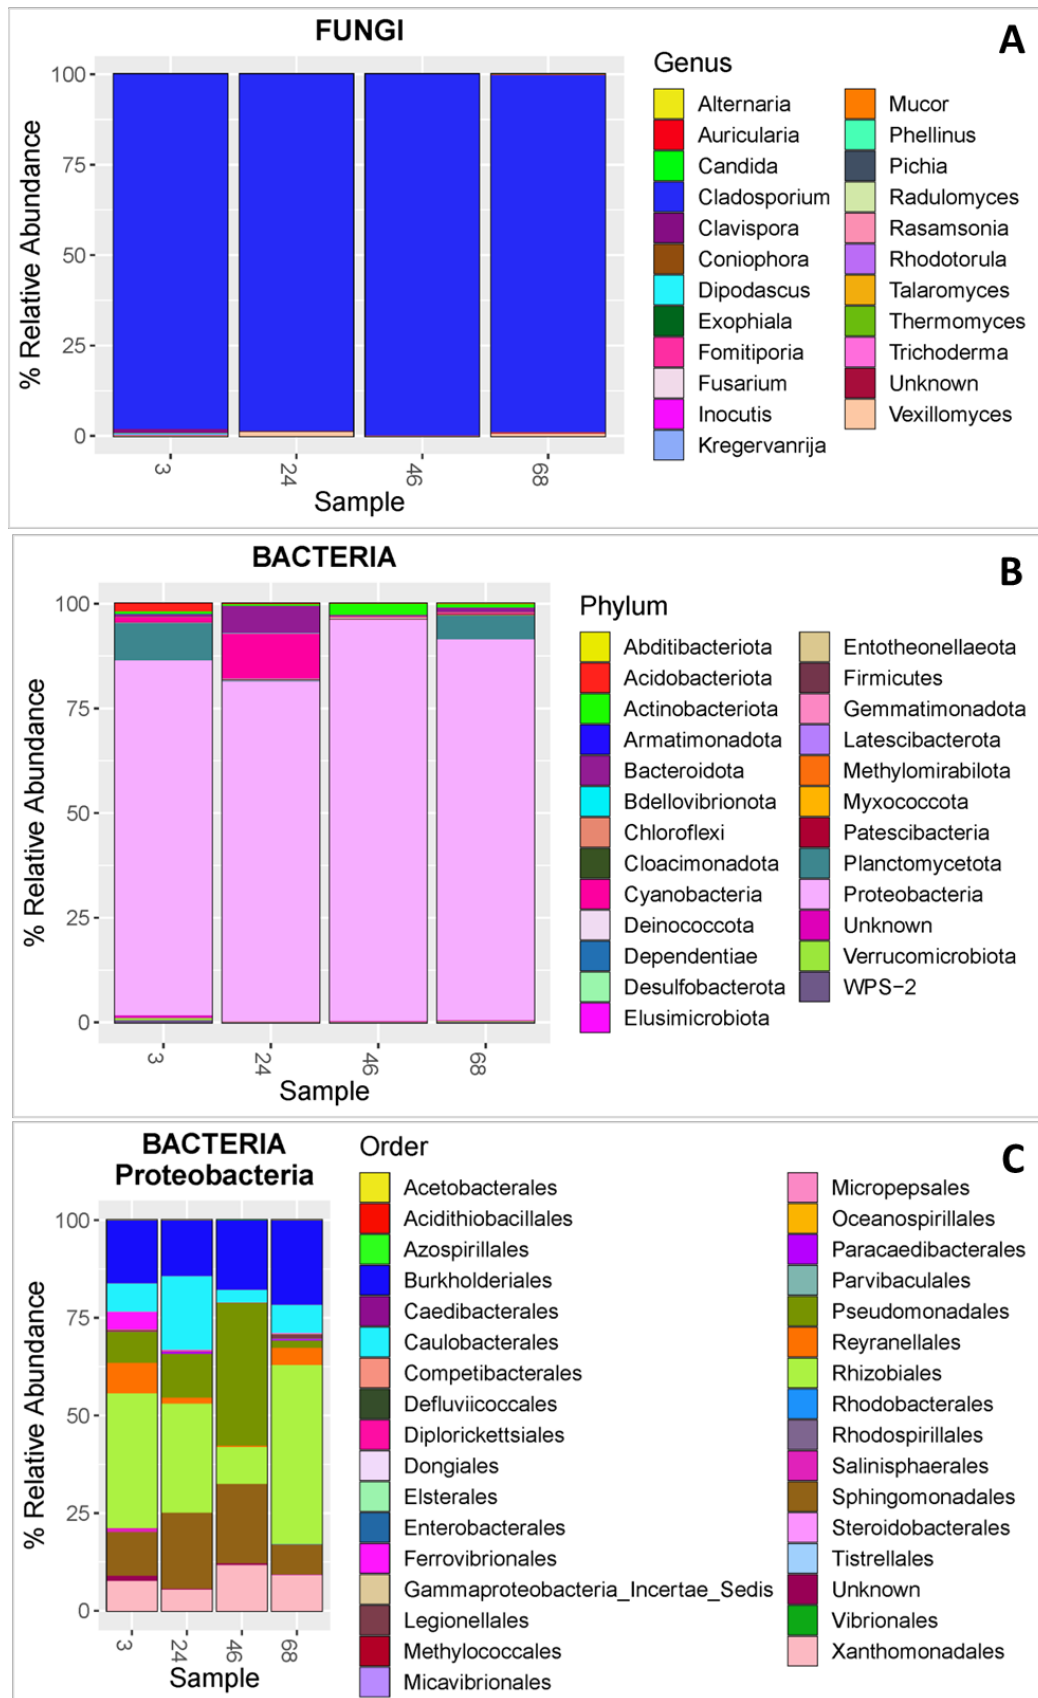 FUNGI
A
% Relative Abundance
100
75
50
25
0
3
24
46
68
Sample
Genus
Alternaria
Auricularia
Candida
Cladosporium
Clavispora
Coniophora
Dipodascus
Exophiala
Fomitiporia
Fusarium
Inocutis
Kregervanrija
Mucor
Phellinus
Pichia
Radulomyces
Rasamsonia
Rhodotorula
Talaromyces
Thermomyces
Trichoderma
Unknown
Vexillomyces
BACTERIA
B
% Relative Abundance
100
75
50
25
0
3
24
46
68
Sample
Phylum
Abditibacteriota
Acidobacteriota
Actinobacteriota
Armatimonadota
Bacteroidota
Bdellovibrionota
Chloroflexi
Cloacimonadota
Cyanobacteria
Deinococcota
Dependentiae
Desulfobacterota
Elusimicrobiota
Entotheonellaeota
Firmicutes
Gemmatimonadota
Latescibacterota
Methylomirabilota
Myxococcota
Patescibacteria
Planctomycetota
Proteobacteria
Unknown
Verrucomicrobiota
WPS-2
BACTERIA
Proteobacteria
C
% Relative Abundance
100
75
50
25
0
3
24
46
68
Sample
Order
Acetobacterales
Acidithiobacillales
Azospirillales
Burkholderiales
Caedibacterales
Caulobacterales
Competibacterales
Defluviicoccales
Diplorickettsiales
Dongiales
Elsterales
Enterobacterales
Ferrovibrionales
Gammaproteobacteria_Incertae_Sedis
Legionellales
Methylococcales
Micavibrionales
Micropepsales
Oceanospirillales
Paracaedibacterales
Parvibaculales
Pseudomonadales
Reyranellales
Rhizobiales
Rhodobacterales
Rhodospirillales
Salinisphaerales
Sphingomonadales
Steroidobacterales
Tistrellales
Unknown
Vibrionales
Xanthomonadales